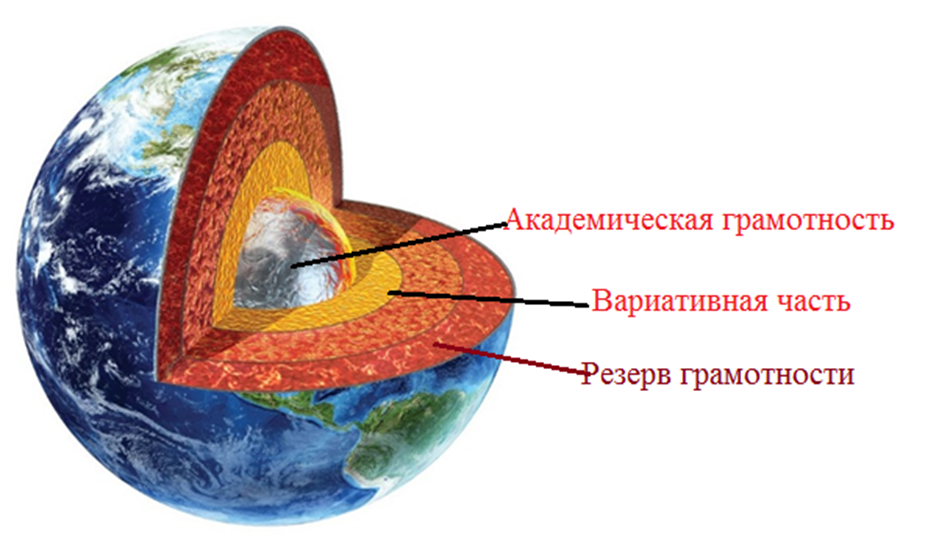 Академическая грамотность
Вариативная часть
Резерв грамотности